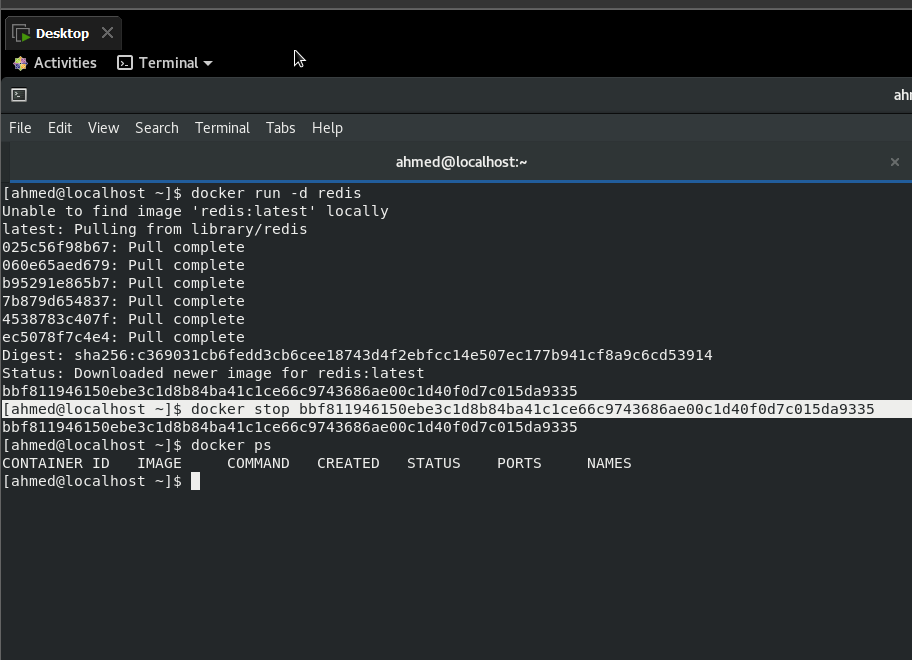 Desktop
Activities Terminal
ahm
File Edit View Search Terminal Tabs Help
ahmed@localhost:~
[ahmed@localhost ~]$ docker run -d redis
Unable to find image 'redis:latest' locally
latest: Pulling from library/redis
025c56f98b67: Pull complete
060e65aed679: Pull complete
b95291e865b7: Pull complete
7b879d654837: Pull complete
4538783c407f: Pull complete
ec5078f7c4e4: Pull complete
Digest: sha256:c369031cb6fedd3cb6cee18743d4f2ebfcc14e507ec177b941cf8a9c6cd53914
Status: Downloaded newer image for redis:latest
bbf811946150ebe3c1d8b84ba41c1ce66c9743686ae00c1d40f0d7c015da9335
[ahmed@localhost ~]$ docker stop bbf811946150ebe3c1d8b84ba41c1ce66c9743686ae00c1d40f0d7c015da9335
bbf811946150ebe3c1d8b84ba41c1ce66c9743686ae00c1d40f0d7c015da9335
[ahmed@localhost ~]$ docker ps
CONTAINER ID IMAGE COMMAND CREATED STATUS PORTS NAMES
[ahmed@localhost ~]$